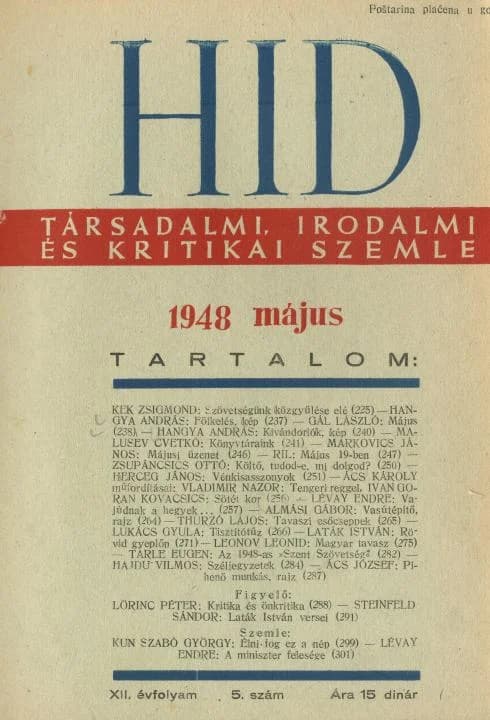 Poštarina plaćena u go
HID
TÁRSADALMI, IRODALMI
ÉS KRITIKAI SZEMLE
1948 május
TARTALOM:
KEK ZSIGMOND: Szövetségünk közgyűlése elé (225) — HAN-
GYA ANDRÁS: Fölkelés, kép (237) — GÁL LÁSZLÓ: Május
(238) — HANGYA ANDRÁS: Kivándorlók, kép (240) — MA-
LUSEV CVETKÓ: Könyvtáraink (241) — MARKOVICS JÁ-
NOS: Májusi üzenet (246) — RIL: Május 19-ben (247) —
ZSUPÁNCSICS OTTÓ: Költő, tudod-e, mi dolgod? (250) —
HERCEG JÁNOS: Vénkisasszonyok (251) — ÁCS KÁROLY
műfordításai: VLADIMIR NAZOR: Tengeri reggel, IVAN GO-
RAN KOVACSICS: Sötét kor (256) — LÉVAY ENDRE: Va-
júdnak a hegyek... (257) — ALMÁSI GÁBOR: Vasútépítő,
rajz (264) — THURZÓ LAJOS: Tavaszi esőcseppek (265) —
LUKÁCS GYULA: Tisztítótűz (266) — LATÁK ISTVÁN: Rö-
vid gyeplőn (271) — LEONOV LEONID: Magyar tavasz (275)
— TARLE EUGEN: Az 1948-as »Szent Szövetség« (282) —
HAJDU VILMOS: Széljegyzetek (284) — ÁCS JÓZSEF: Pi-
henő munkás, rajz (287)
Figyelő:
LŐRINC PÉTER: Kritika és önkritika (288) — STEINFELD
SÁNDOR: Laták István versei (291)
Szemle:
KUN SZABÓ GYÖRGY: Élni fog ez a nép (299) — LÉVAY
ENDRE: A miniszter felesége (301)
XII. évfolyam 5. szám Ára 15 dinár